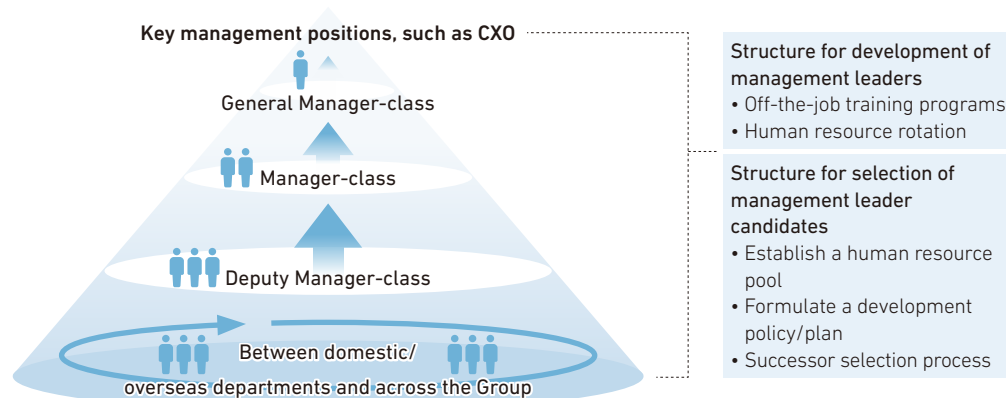 Key management positions, such as CXO
General Manager-class
Manager-class
Deputy Manager-class
Between domestic/
overseas departments and across the Group
Structure for development of
management leaders
• Off-the-job training programs
• Human resource rotation
Structure for selection of
management leader
candidates
• Establish a human resource
pool
• Formulate a development
policy/plan
• Successor selection process